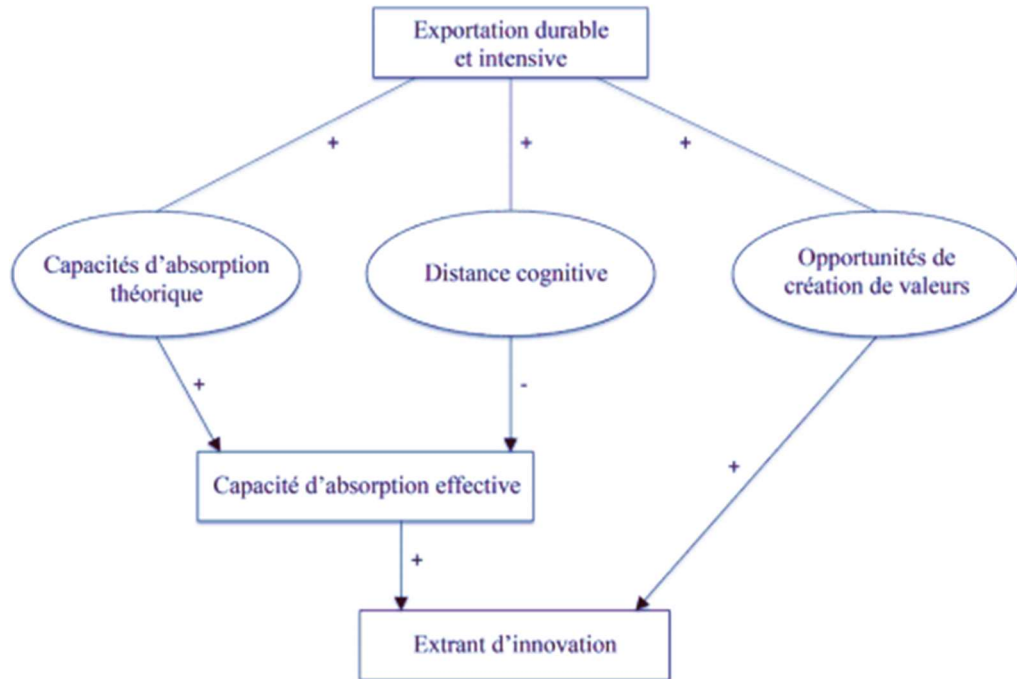 Exportation durable
et intensive
+
+
+
Capacités d'absorption
théorique
Distance cognitive
Opportunités de
création de valeurs
+
-
+
Capacité d'absorption effective
+
Extrant d'innovation